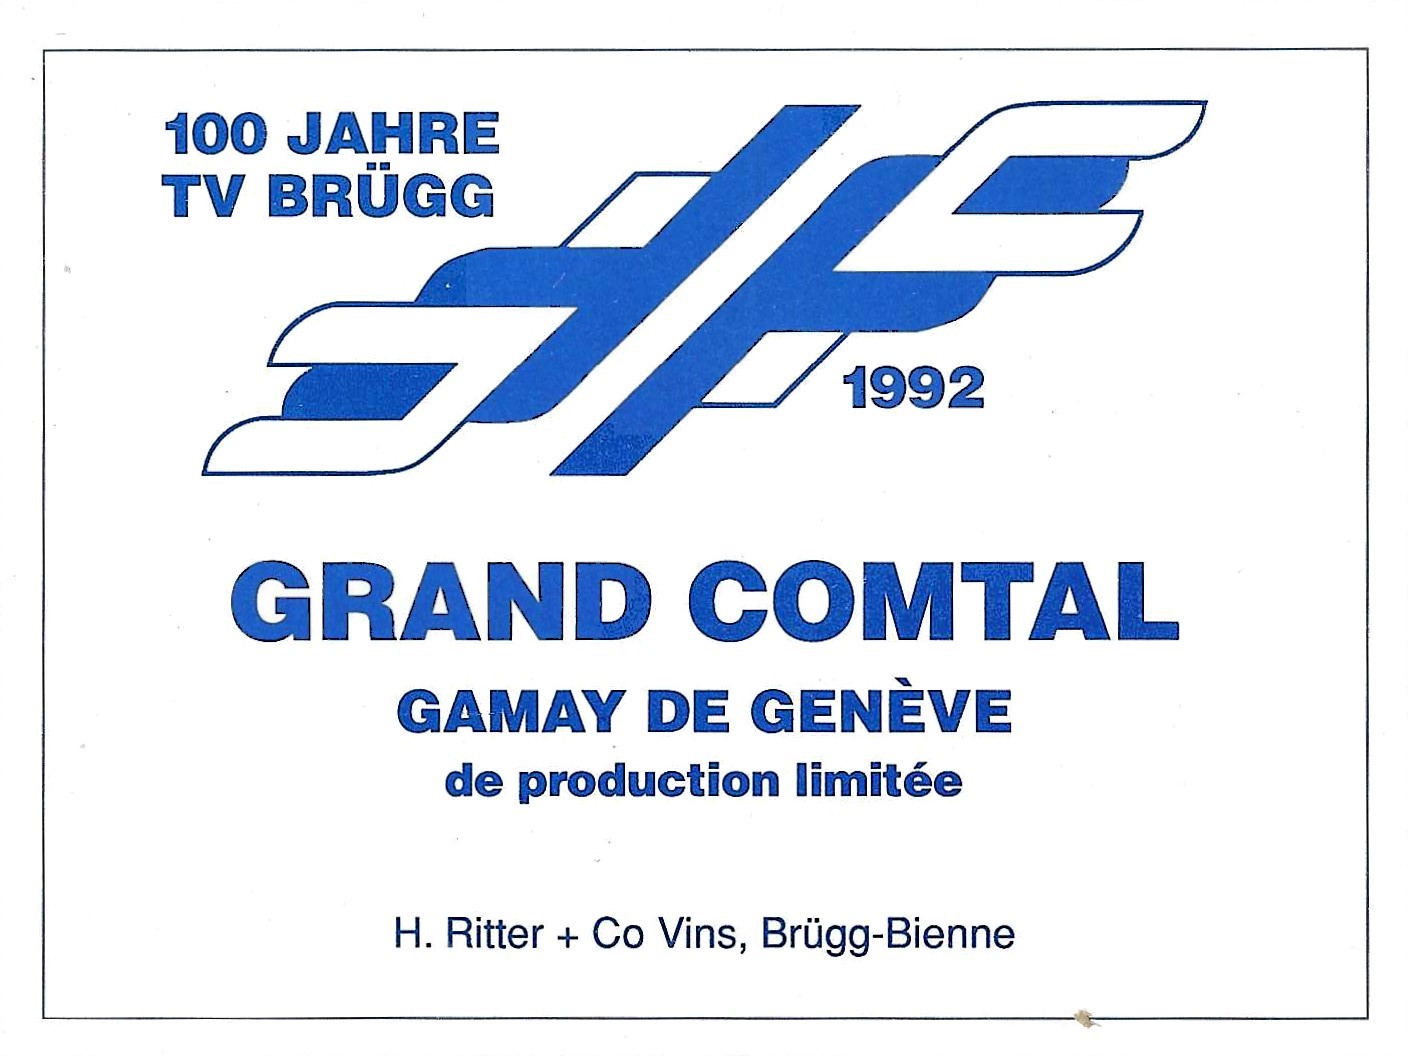 100 JAHRE
TV BRÜGG
1992
GRAND COMTAL
GAMAY DE GENÈVE
de production limitée
H. Ritter + Co Vins, Brügg-Bienne